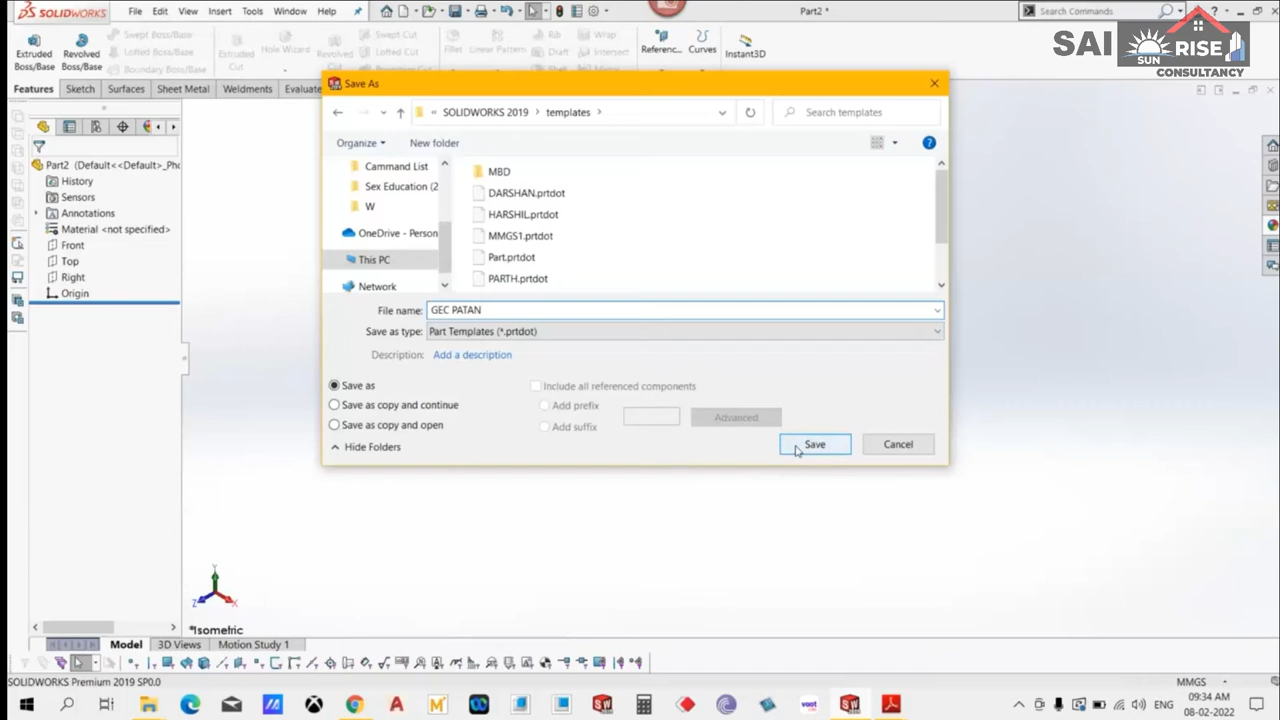 SOLIDWORKS File Edit View Insert Tools Window Help Part2 * Search Commands
Extruded Boss/Base
Revolved Boss/Base
Swept Boss/Base
Lofted Boss/Base
Boundary Boss/Base
Extruded Cut
Hole Wizard
Revolved Cut
Swept Cut
Lofted Cut
Fillet
Linear Pattern
Rib
Draft
Wrap
Intersect
Referenc...
Curves
Instant3D
SAI SUN RISE
CONSULTANCY
Features Sketch Surfaces Sheet Metal Weldments Evaluate
Save As
« SOLIDWORKS 2019 › templates ›
Search templates
Organize
New folder
Part2 (Default<<Default>_Pho
History
Sensors
Annotations
Material <not specified>
Front
Top
Right
Origin
Cammand List
Sex Education (2
W
OneDrive - Person
This PC
Network
MBD
DARSHAN.prtdot
HARSHIL.prtdot
MMGS1.prtdot
Part.prtdot
PARTH.prtdot
File name: GEC PATAN
Save as type: Part Templates (*.prtdot)
Description: Add a description
Save as
Save as copy and continue
Save as copy and open
Include all referenced components
Add prefix
Add suffix
Advanced
Hide Folders
Save
Cancel
Y
Z
X
*Isometric
Model 3D Views Motion Study 1
SOLIDWORKS Premium 2019 SP0.0
MMGS
voot
ENG
09:34 AM
08-02-2022